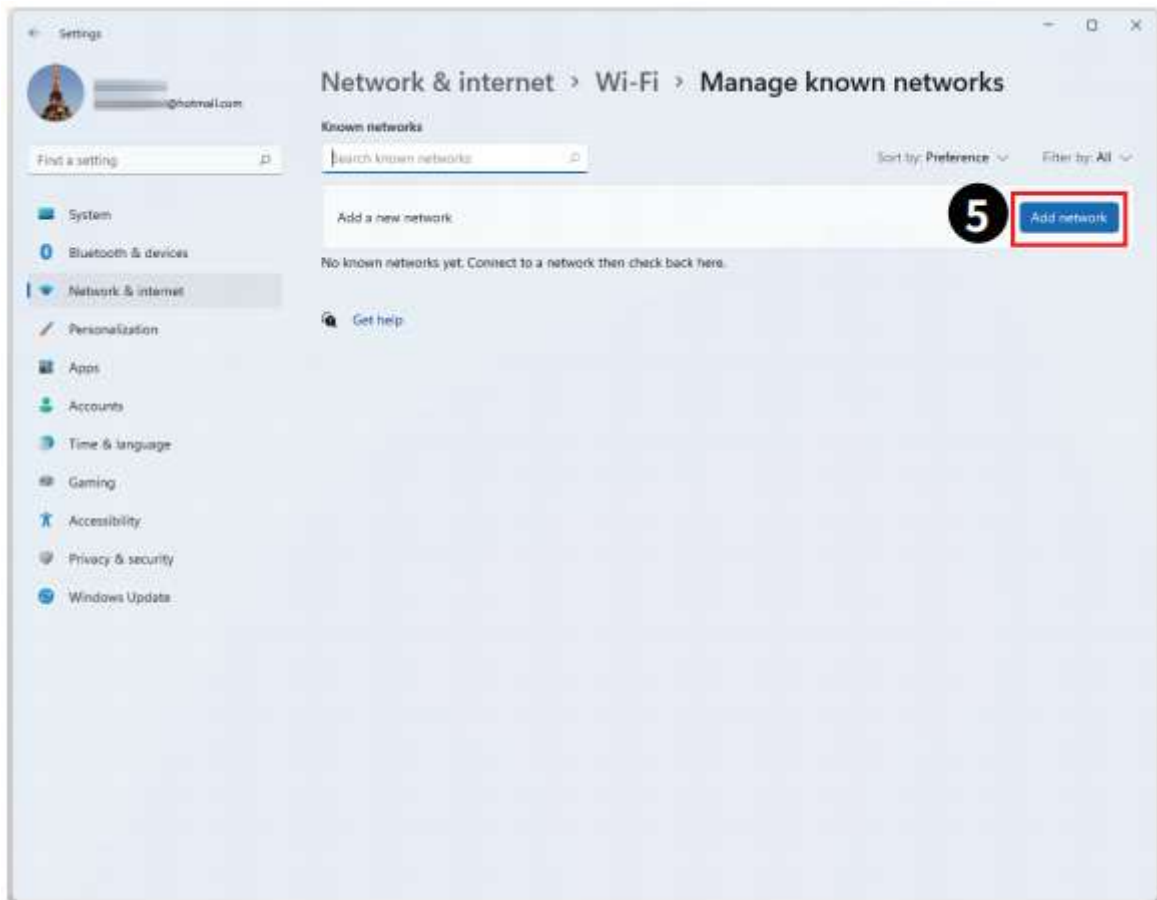 Settings
@hotmail.com
Find a setting
System
Bluetooth & devices
Network & internet
Personalization
Apps
Accounts
Time & language
Gaming
Accessibility
Privacy & security
Windows Update
Network & internet > Wi-Fi > Manage known networks
Known networks
Search known networks
Sort by: Preference
Filter by: All
Add a new network
5
Add network
No known networks yet. Connect to a network then check back here.
Get help